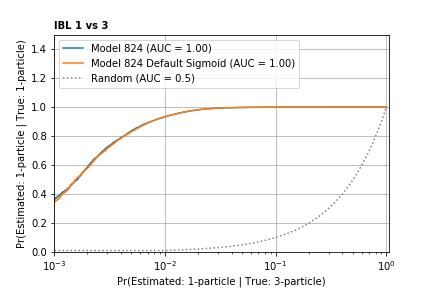 IBL 1 vs 3
Model 824 (AUC = 1.00)
Model 824 Default Sigmoid (AUC = 1.00)
Random (AUC = 0.5)
1.4
1.2
1.0
0.8
0.6
0.4
0.2
0.0
Pr(Estimated: 1-particle | True: 1-particle)
10⁻³
10⁻²
10⁻¹
10⁰
Pr(Estimated: 1-particle | True: 3-particle)